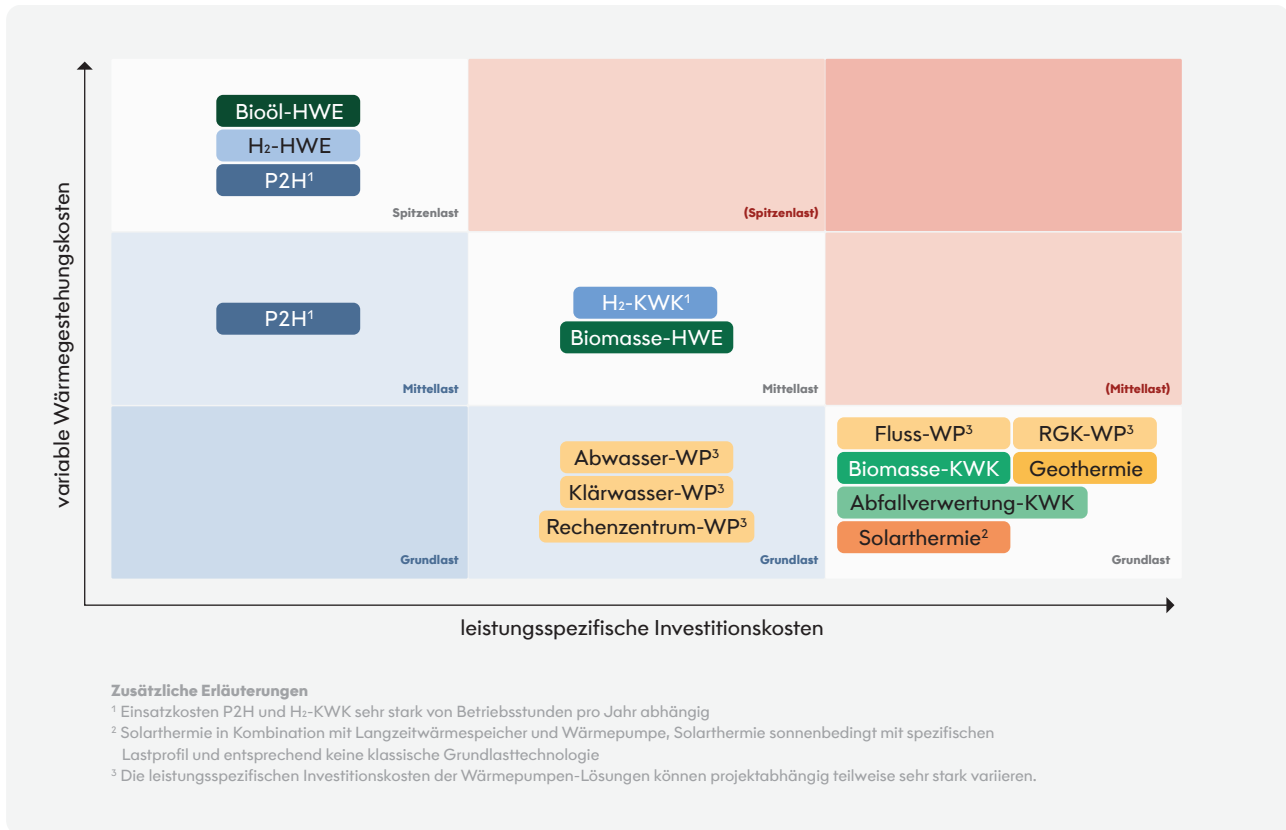 variable Wärmegestehungskosten
Bioöl-HWE
H₂-HWE
P2H¹
Spitzenlast
(Spitzenlast)
P2H¹
Mittellast
H₂-KWK¹
Biomasse-HWE
Mittellast
(Mittellast)
Grundlast
Abwasser-WP³
Klärwasser-WP³
Rechenzentrum-WP³
Grundlast
Fluss-WP³ RGK-WP³
Biomasse-KWK Geothermie
Abfallverwertung-KWK
Solarthermie²
Grundlast
leistungsspezifische Investitionskosten
Zusätzliche Erläuterungen
¹ Einsatzkosten P2H und H₂-KWK sehr stark von Betriebsstunden pro Jahr abhängig
² Solarthermie in Kombination mit Langzeitwärmespeicher und Wärmepumpe, Solarthermie sonnenbedingt mit spezifischen
Lastprofil und entsprechend keine klassische Grundlasttechnologie
³ Die leistungsspezifischen Investitionskosten der Wärmepumpen-Lösungen können projektabhängig teilweise sehr stark variieren.